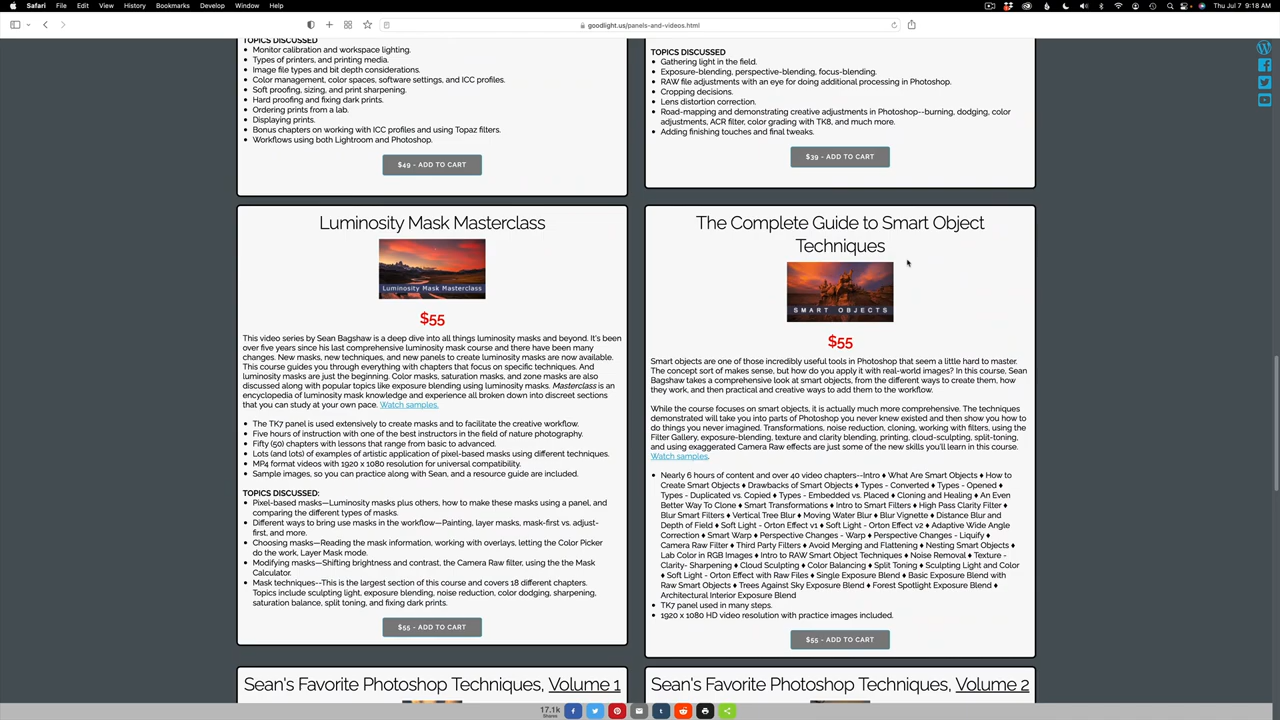 Safari File Edit View History Bookmarks Develop Window Help
Thu Jul 7 9:18 AM
goodlight.us/panels-and-videos.html
TOPICS DISCUSSED
• Monitor calibration and workspace lighting.
• Types of printers, and printing media.
• Image file types and bit depth considerations.
• Color management, color spaces, software settings, and ICC profiles.
• Soft proofing, sizing, and print sharpening.
• Hard proofing and fixing dark prints.
• Ordering prints from a lab.
• Displaying prints.
• Bonus chapters on working with ICC profiles and using Topaz filters.
• Workflows using both Lightroom and Photoshop.
$49 - ADD TO CART
TOPICS DISCUSSED
• Gathering light in the field.
• Exposure-blending, perspective-blending, focus-blending.
• RAW file adjustments with an eye for doing additional processing in Photoshop.
• Cropping decisions.
• Lens distortion correction.
• Road-mapping and demonstrating creative adjustments in Photoshop--burning, dodging, color
adjustments, ACR filter, color grading with TK8, and much more.
• Adding finishing touches and final tweaks.
$39 - ADD TO CART
Luminosity Mask Masterclass
Luminosity Mask Masterclass
$55
This video series by Sean Bagshaw is a deep dive into all things luminosity masks and beyond. It's been
over five years since his last comprehensive luminosity mask course and there have been many
changes. New masks, new techniques, and new panels to create luminosity masks are now available.
This course guides you through everything with chapters that focus on specific techniques. And
luminosity masks are just the beginning. Color masks, saturation masks, and zone masks are also
discussed along with popular topics like exposure blending using luminosity masks. Masterclass is an
encyclopedia of luminosity mask knowledge and experience all broken down into discreet sections
that you can study at your own pace. Watch samples.
• The TK7 panel is used extensively to create masks and to facilitate the creative workflow.
• Five hours of instruction with one of the best instructors in the field of nature photography.
• Fifty (50) chapters with lessons that range from basic to advanced.
• Lots (and lots) of examples of artistic application of pixel-based masks using different techniques.
• MP4 format videos with 1920 x 1080 resolution for universal compatibility.
• Sample images, so you can practice along with Sean, and a resource guide are included.
TOPICS DISCUSSED:
• Pixel-based masks—Luminosity masks plus others, how to make these masks using a panel, and
comparing the different types of masks.
• Different ways to bring use masks in the workflow—Painting, layer masks, mask-first vs. adjust-
first, and more.
• Choosing masks—Reading the mask information, working with overlays, letting the Color Picker
do the work, Layer Mask mode.
• Modifying masks—Shifting brightness and contrast, the Camera Raw filter, using the the Mask
Calculator.
• Mask techniques--This is the largest section of this course and covers 18 different chapters.
Topics include sculpting light, exposure blending, noise reduction, color dodging, sharpening,
saturation balance, split toning, and fixing dark prints.
$55 - ADD TO CART
The Complete Guide to Smart Object
Techniques
SMART OBJECTS
$55
Smart objects are one of those incredibly useful tools in Photoshop that seem a little hard to master.
The concept sort of makes sense, but how do you apply it with real-world images? In this course, Sean
Bagshaw takes a comprehensive look at smart objects, from the different ways to create them, how
they work, and then practical and creative ways to add them to the workflow.
While the course focuses on smart objects, it is actually much more comprehensive. The techniques
demonstrated will take you into parts of Photoshop you never knew existed and then show you how to
do things you never imagined. Transformations, noise reduction, cloning, working with filters, using the
Filter Gallery, exposure-blending, texture and clarity blending, printing, cloud-sculpting, split-toning,
and using exaggerated Camera Raw effects are just some of the new skills you'll learn in this course.
Watch samples.
• Nearly 6 hours of content and over 40 video chapters--Intro ♦ What Are Smart Objects ♦ How to
Create Smart Objects ♦ Drawbacks of Smart Objects ♦ Types - Converted ♦ Types - Opened ♦
Types - Duplicated vs. Copied ♦ Types - Embedded vs. Placed ♦ Cloning and Healing ♦ An Even
Better Way To Clone ♦ Smart Transformations ♦ Intro to Smart Filters ♦ High Pass Clarity Filter ♦
Blur Smart Filters ♦ Vertical Tree Blur ♦ Moving Water Blur ♦ Blur Vignette ♦ Distance Blur and
Depth of Field ♦ Soft Light - Orton Effect v1 ♦ Soft Light - Orton Effect v2 ♦ Adaptive Wide Angle
Correction ♦ Smart Warp ♦ Perspective Changes - Warp ♦ Perspective Changes - Liquify ♦
Camera Raw Filter ♦ Third Party Filters ♦ Avoid Merging and Flattening ♦ Nesting Smart Objects ♦
Lab Color in RGB Images ♦ Intro to RAW Smart Object Techniques ♦ Noise Removal ♦ Texture -
Clarity- Sharpening ♦ Cloud Sculpting ♦ Color Balancing ♦ Split Toning ♦ Sculpting Light and Color
♦ Soft Light - Orton Effect with Raw Files ♦ Single Exposure Blend ♦ Basic Exposure Blend with
Raw Smart Objects ♦ Trees Against Sky Exposure Blend ♦ Forest Spotlight Exposure Blend ♦
Architectural Interior Exposure Blend
• TK7 panel used in many steps.
• 1920 x 1080 HD video resolution with practice images included.
$55 - ADD TO CART
Sean's Favorite Photoshop Techniques, Volume 1
Sean's Favorite Photoshop Techniques, Volume 2
17.1k
Shares